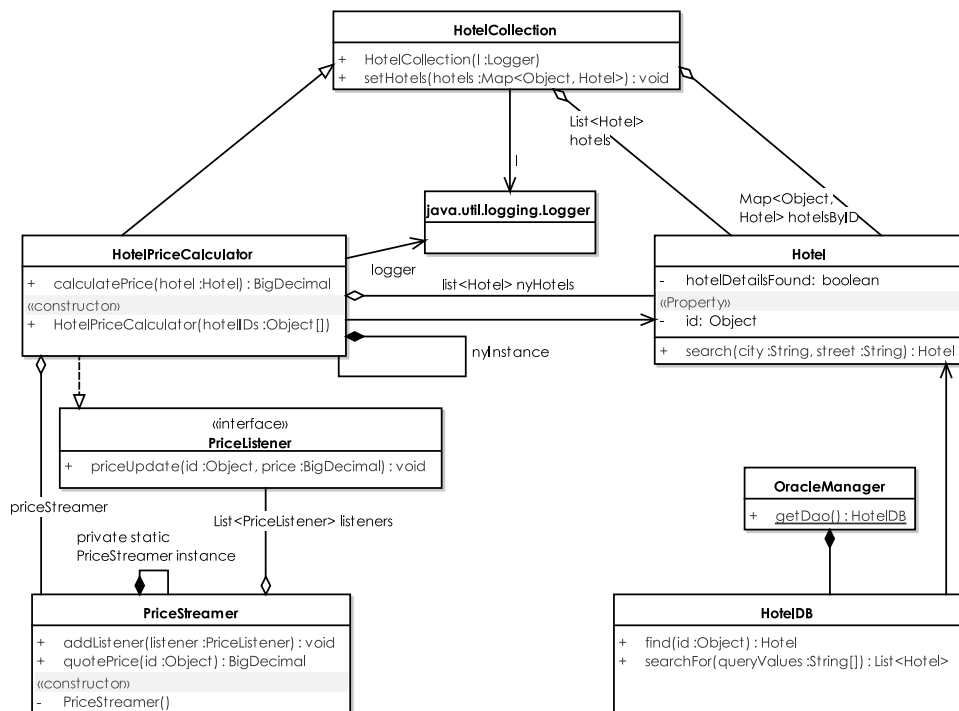 HotelCollection
+ HotelCollection(l :Logger)
+ setHotels(hotels :Map<Object, Hotel>) : void
List<Hotel>
hotels
l
Map<Object,
Hotel> hotelsByID
java.util.logging.Logger
HotelPriceCalculator
+ calculatePrice(hotel :Hotel) : BigDecimal
«constructor»
+ HotelPriceCalculator(hotelIDs :Object[])
logger
list<Hotel> nyHotels
nyInstance
Hotel
- hotelDetailsFound: boolean
«Property»
- id: Object
+ search(city :String, street :String) : Hotel
«interface»
PriceListener
+ priceUpdate(id :Object, price :BigDecimal) : void
priceStreamer
List<PriceListener> listeners
private static
PriceStreamer instance
OracleManager
+ getDao() : HotelDB
PriceStreamer
+ addListener(listener :PriceListener) : void
+ quotePrice(id :Object) : BigDecimal
«constructor»
- PriceStreamer()
HotelDB
+ find(id :Object) : Hotel
+ searchFor(queryValues :String[]) : List<Hotel>